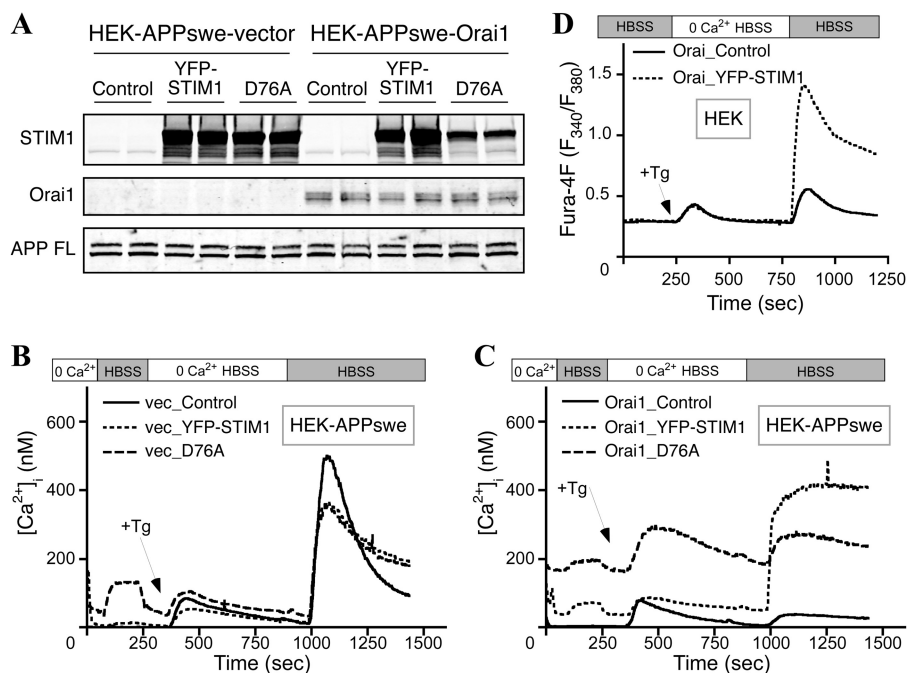 A
HEK-APPswe-vector HEK-APPswe-Orai1
Control YFP-STIM1 D76A Control YFP-STIM1 D76A
STIM1
Orai1
APP FL
D
HBSS 0 Ca²⁺ HBSS HBSS
Orai_Control
Orai_YFP-STIM1
HEK
+Tg
Fura-4F (F₃₄₀/F₃₈₀)
1.5
1.0
0.5
0
0 250 500 750 1000 1250
Time (sec)
B
0 Ca²⁺ HBSS 0 Ca²⁺ HBSS HBSS
vec_Control
vec_YFP-STIM1
vec_D76A
HEK-APPswe
+Tg
[Ca²⁺]ᵢ (nM)
600
400
200
0 250 500 750 1000 1250 1500
Time (sec)
C
0 Ca²⁺ HBSS 0 Ca²⁺ HBSS HBSS
Orai1_Control
Orai1_YFP-STIM1
Orai1_D76A
HEK-APPswe
+Tg
[Ca²⁺]ᵢ (nM)
600
400
200
0 250 500 750 1000 1250 1500
Time (sec)